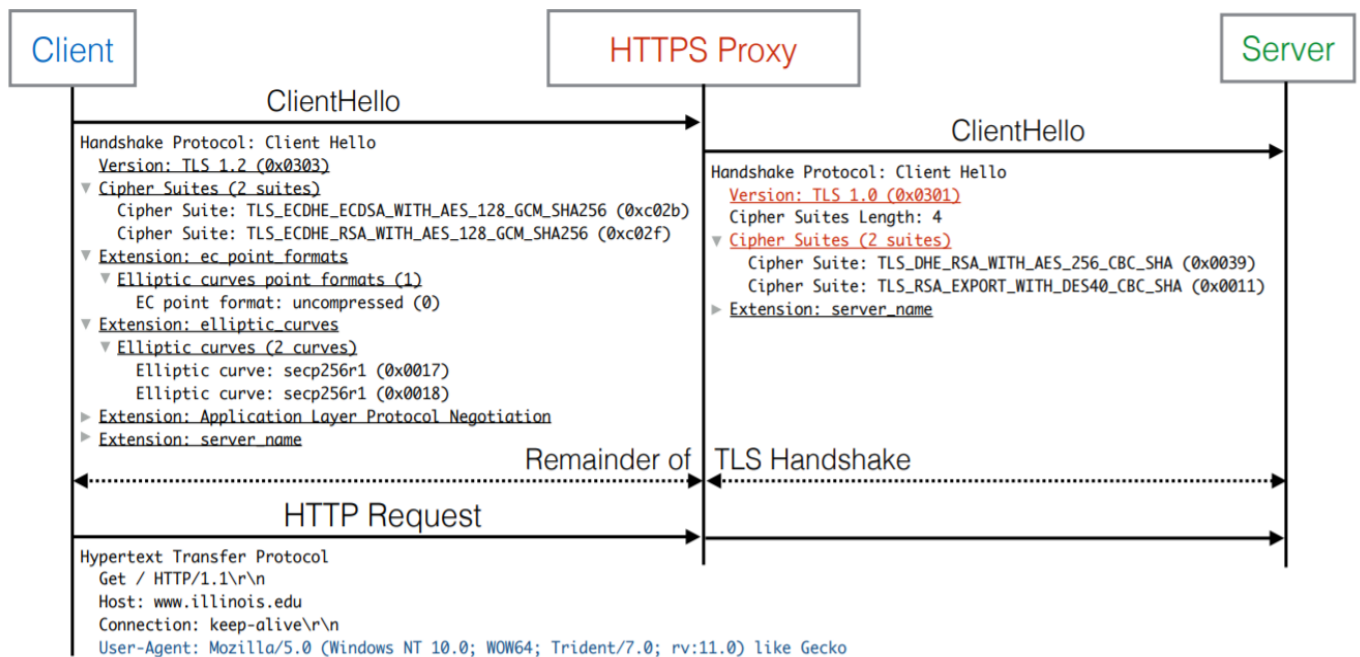 Client
HTTPS Proxy
Server
ClientHello
Handshake Protocol: Client Hello
Version: TLS 1.2 (0x0303)
Cipher Suites (2 suites)
Cipher Suite: TLS_ECDHE_ECDSA_WITH_AES_128_GCM_SHA256 (0xc02b)
Cipher Suite: TLS_ECDHE_RSA_WITH_AES_128_GCM_SHA256 (0xc02f)
Extension: ec_point_formats
Elliptic curves point formats (1)
EC point format: uncompressed (0)
Extension: elliptic_curves
Elliptic curves (2 curves)
Elliptic curve: secp256r1 (0x0017)
Elliptic curve: secp256r1 (0x0018)
Extension: Application Layer Protocol Negotiation
Extension: server_name
ClientHello
Handshake Protocol: Client Hello
Version: TLS 1.0 (0x0301)
Cipher Suites Length: 4
Cipher Suites (2 suites)
Cipher Suite: TLS_DHE_RSA_WITH_AES_256_CBC_SHA (0x0039)
Cipher Suite: TLS_RSA_EXPORT_WITH_DES40_CBC_SHA (0x0011)
Extension: server_name
Remainder of TLS Handshake
HTTP Request
Hypertext Transfer Protocol
Get / HTTP/1.1\r\n
Host: www.illinois.edu
Connection: keep-alive\r\n
User-Agent: Mozilla/5.0 (Windows NT 10.0; WOW64; Trident/7.0; rv:11.0) like Gecko